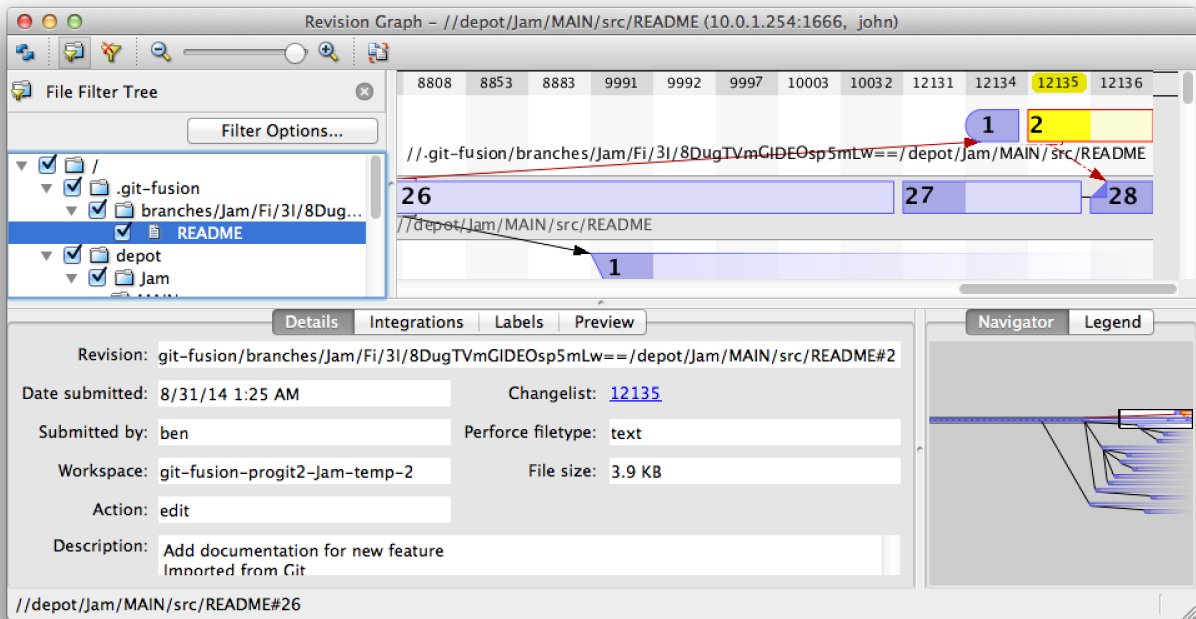 Revision Graph - //depot/Jam/MAIN/src/README (10.0.1.254:1666, john)
File Filter Tree
Filter Options...
/
.git-fusion
branches/Jam/Fi/3I/8Dug...
README
depot
Jam
8808 8853 8883 9991 9992 9997 10003 10032 12131 12134 12135 12136
1 2
//.git-fusion/branches/Jam/Fi/3I/8DugTVmGIDEOsp5mLw==/depot/Jam/MAIN/src/README
26 27 28
//depot/Jam/MAIN/src/README
1
Details Integrations Labels Preview
Revision: git-fusion/branches/Jam/Fi/3I/8DugTVmGIDEOsp5mLw==/depot/Jam/MAIN/src/README#2
Date submitted: 8/31/14 1:25 AM Changelist: 12135
Submitted by: ben Perforce filetype: text
Workspace: git-fusion-progit2-Jam-temp-2 File size: 3.9 KB
Action: edit
Description: Add documentation for new feature
Imported from Git
Navigator Legend
//depot/Jam/MAIN/src/README#26